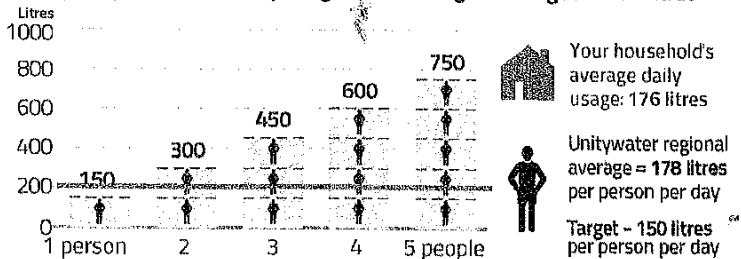 Litres
1000
800
600
400
200
0
150
300
450
600
750
1 person 2 3 4 5 people
Your household's
average daily
usage: 176 litres
Unitywater regional
average = 178 litres
per person per day
Target - 150 litres
per person per day